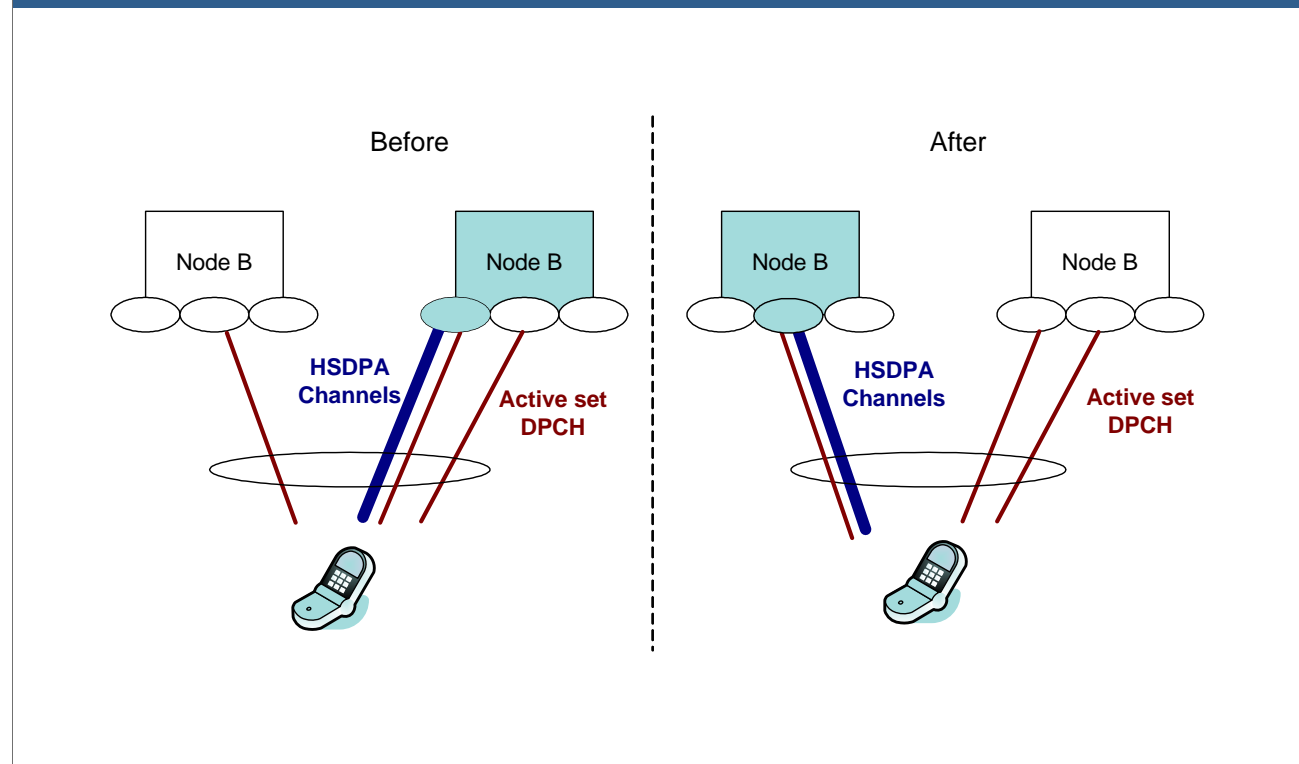 Before
After
Node B
Node B
Node B
Node B
HSDPA
Channels
Active set
DPCH
HSDPA
Channels
Active set
DPCH